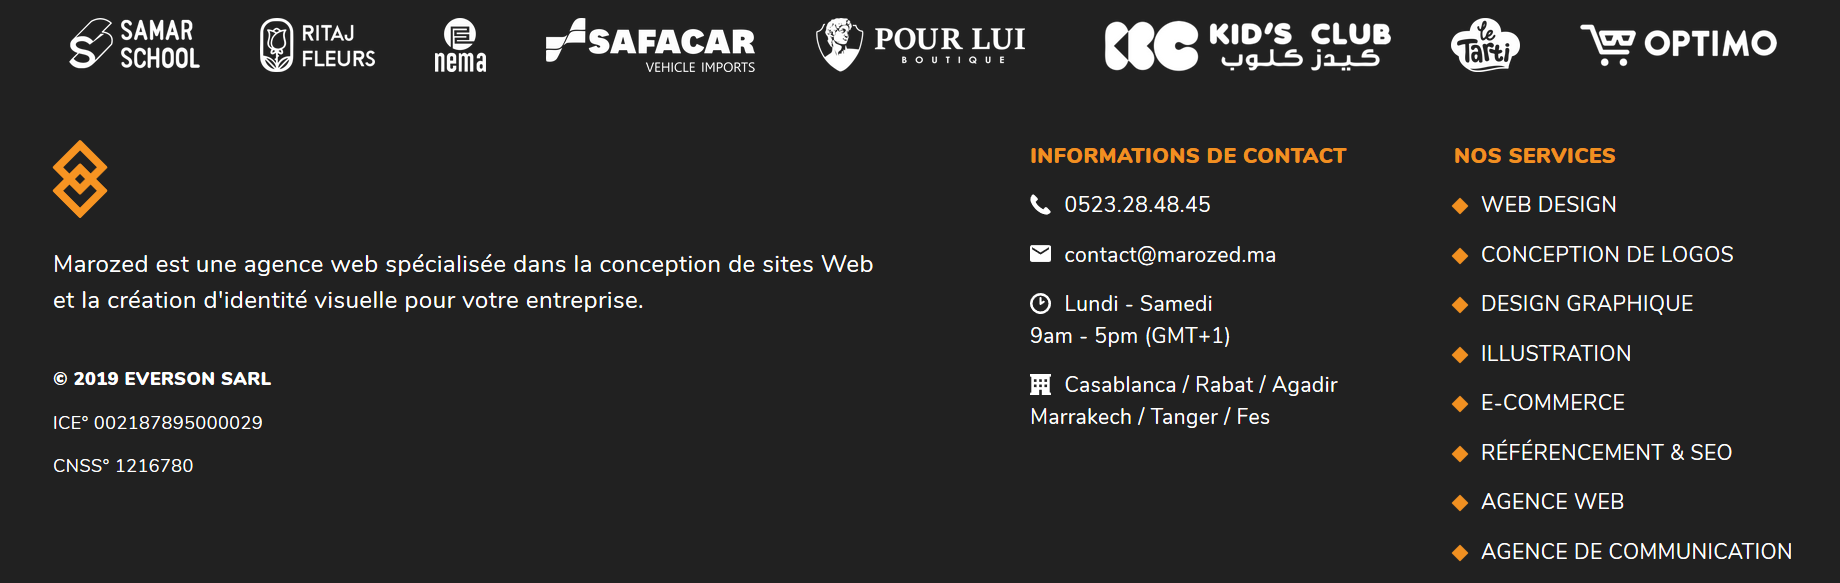 SAMAR
SCHOOL
RITAJ
FLEURS
nema
SAFACAR
VEHICLE IMPORTS
POUR LUI
BOUTIQUE
KID'S CLUB
كيدز كلوب
le
Tarti
OPTIMO
Marozed est une agence web spécialisée dans la conception de sites Web
et la création d'identité visuelle pour votre entreprise.
© 2019 EVERSON SARL
ICE° 002187895000029
CNSS° 1216780
INFORMATIONS DE CONTACT
0523.28.48.45
contact@marozed.ma
Lundi - Samedi
9am - 5pm (GMT+1)
Casablanca / Rabat / Agadir
Marrakech / Tanger / Fes
NOS SERVICES
WEB DESIGN
CONCEPTION DE LOGOS
DESIGN GRAPHIQUE
ILLUSTRATION
E-COMMERCE
RÉFÉRENCEMENT & SEO
AGENCE WEB
AGENCE DE COMMUNICATION